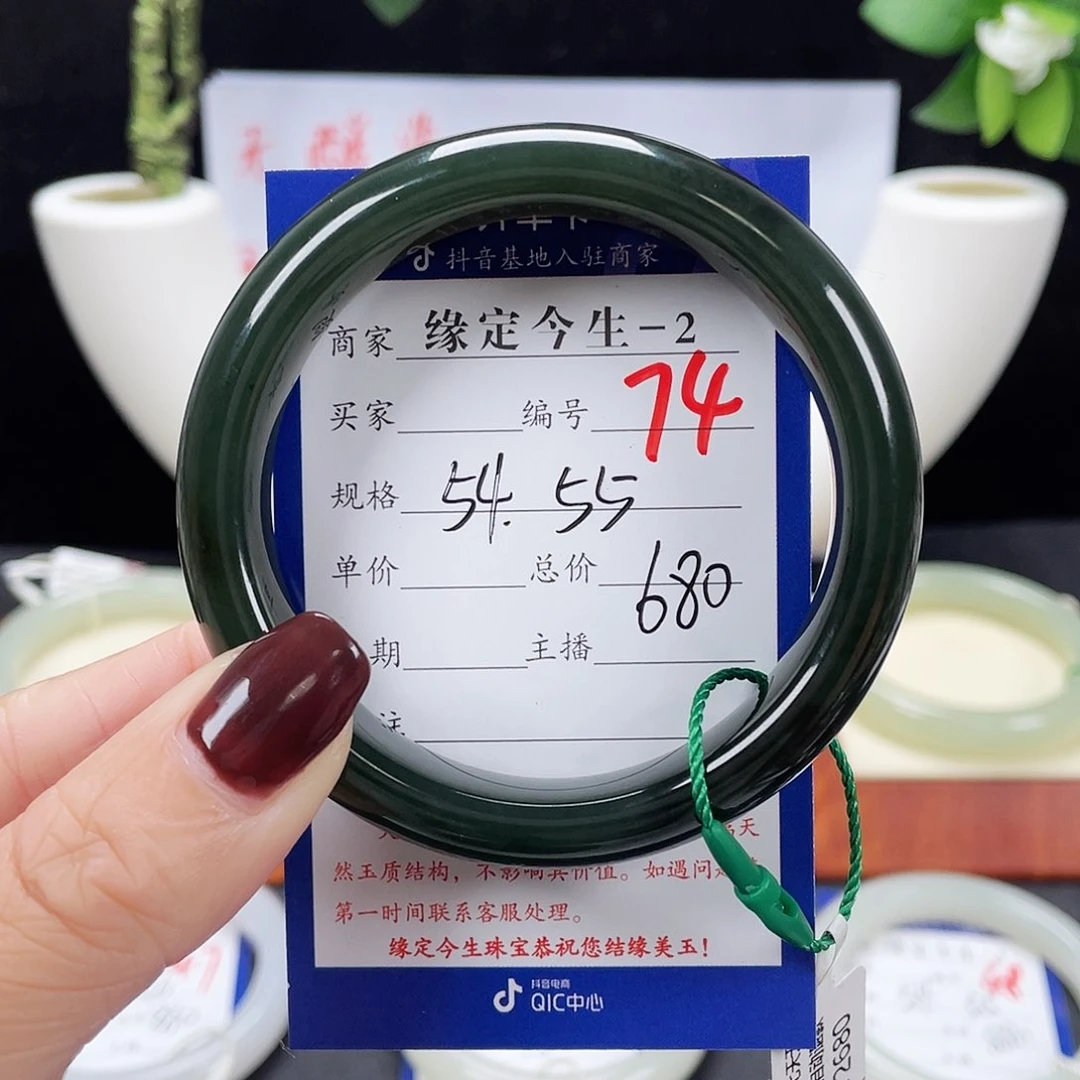 抖音基地入驻商家
商家 缘定今生-2
买家 编号 74
规格 54. 55
单价 总价 680
期 主播
注
然玉质结构，不影响其价值。如遇问
第一时间联系客服处理。
缘定今生珠宝恭祝您结缘美玉！
抖音电商
QIC中心